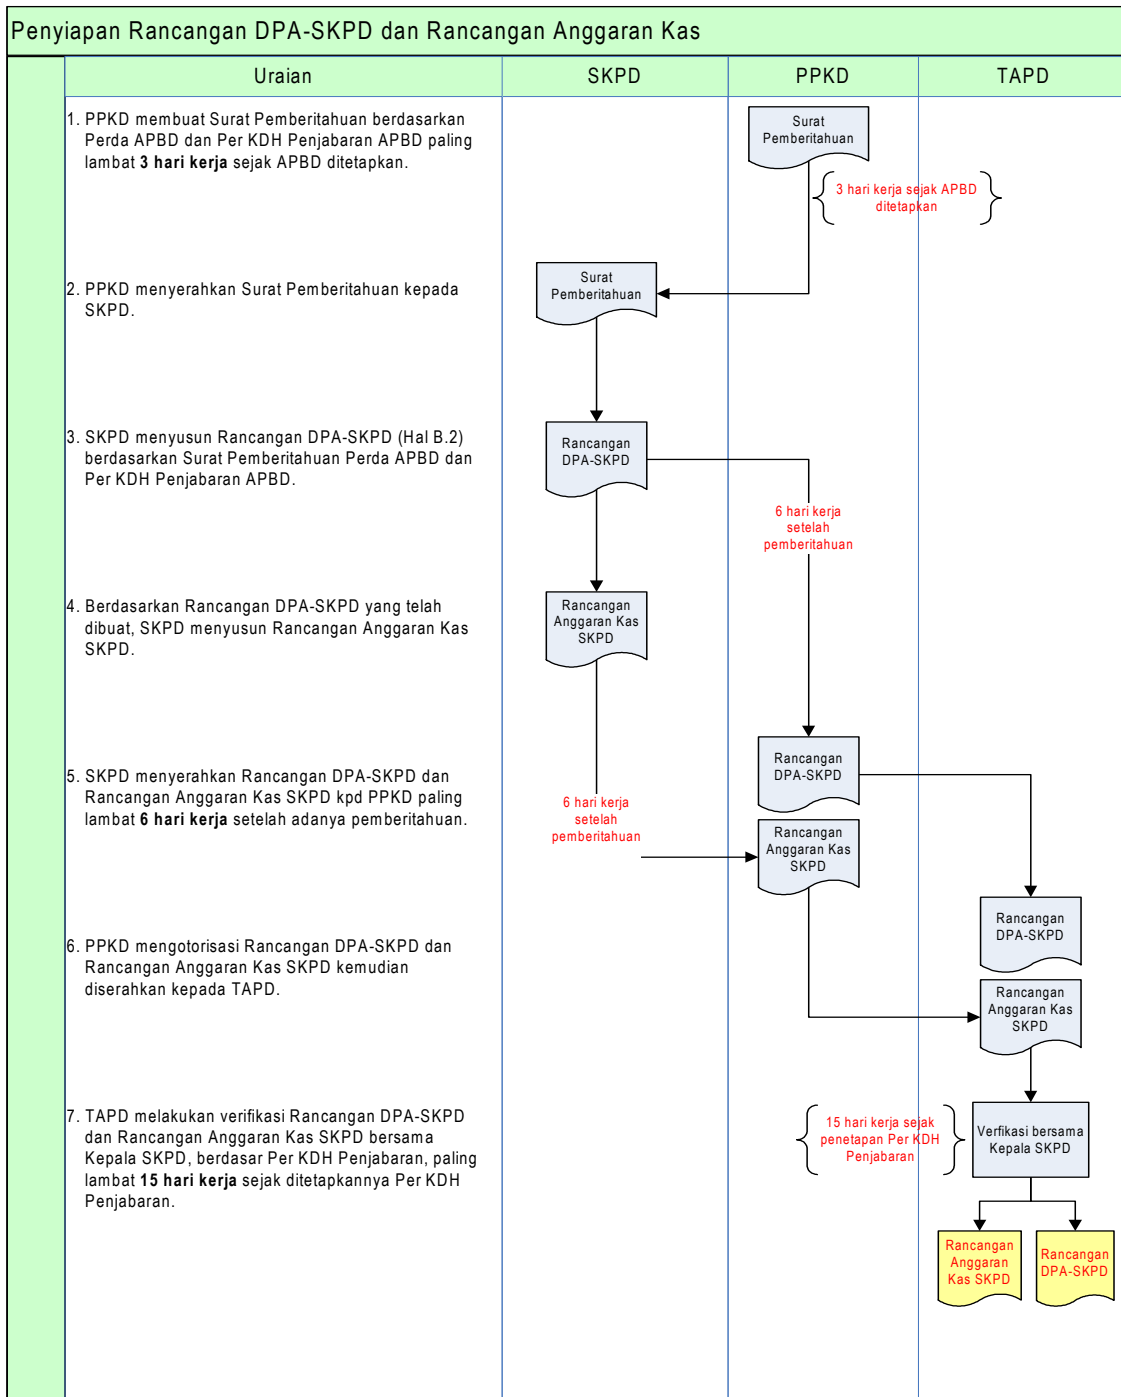 Penyiapan Rancangan DPA-SKPD dan Rancangan Anggaran Kas
Uraian
SKPD
PPKD
TAPD
1. PPKD membuat Surat Pemberitahuan berdasarkan
Perda APBD dan Per KDH Penjabaran APBD paling
lambat 3 hari kerja sejak APBD ditetapkan.
Surat
Pemberitahuan
3 hari kerja sejak APBD
ditetapkan
2. PPKD menyerahkan Surat Pemberitahuan kepada
SKPD.
Surat
Pemberitahuan
3. SKPD menyusun Rancangan DPA-SKPD (Hal B.2)
berdasarkan Surat Pemberitahuan Perda APBD dan
Per KDH Penjabaran APBD.
Rancangan
DPA-SKPD
6 hari kerja
setelah
pemberitahuan
4. Berdasarkan Rancangan DPA-SKPD yang telah
dibuat, SKPD menyusun Rancangan Anggaran Kas
SKPD.
Rancangan
Anggaran Kas
SKPD
5. SKPD menyerahkan Rancangan DPA-SKPD dan
Rancangan Anggaran Kas SKPD kpd PPKD paling
lambat 6 hari kerja setelah adanya pemberitahuan.
6 hari kerja
setelah
pemberitahuan
Rancangan
DPA-SKPD
Rancangan
Anggaran Kas
SKPD
6. PPKD mengotorisasi Rancangan DPA-SKPD dan
Rancangan Anggaran Kas SKPD kemudian
diserahkan kepada TAPD.
Rancangan
DPA-SKPD
Rancangan
Anggaran Kas
SKPD
7. TAPD melakukan verifikasi Rancangan DPA-SKPD
dan Rancangan Anggaran Kas SKPD bersama
Kepala SKPD, berdasar Per KDH Penjabaran, paling
lambat 15 hari kerja sejak ditetapkannya Per KDH
Penjabaran.
15 hari kerja sejak
penetapan Per KDH
Penjabaran
Verfikasi bersama
Kepala SKPD
Rancangan
Anggaran
Kas SKPD
Rancangan
DPA-SKPD